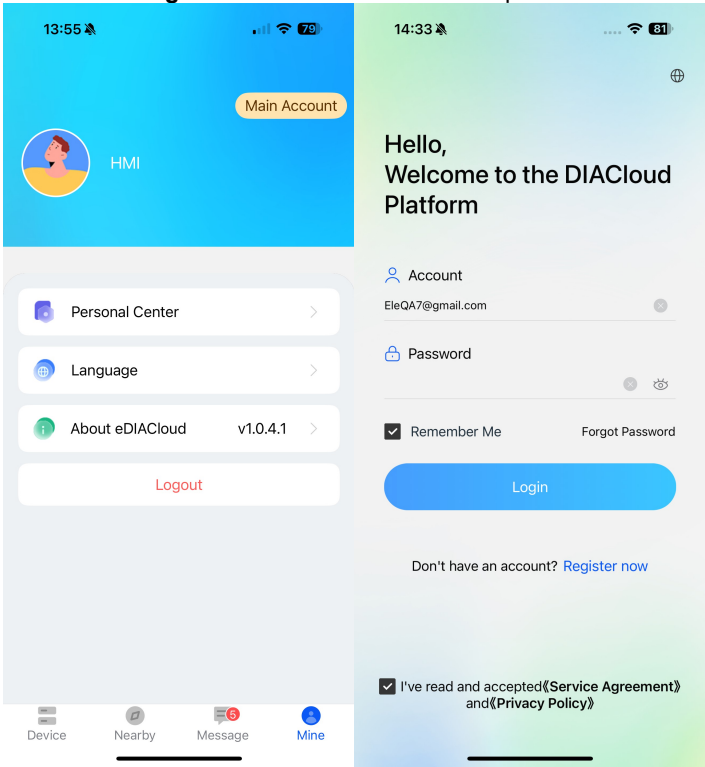 13:55
79
Main Account
HMI
Personal Center
Language
About eDIACloud v1.0.4.1
Logout
Device
Nearby
5
Message
Mine
14:33
81
Hello,
Welcome to the DIACloud
Platform
Account
EleQA7@gmail.com
Password
Remember Me Forgot Password
Login
Don't have an account? Register now
I've read and accepted《Service Agreement》
and《Privacy Policy》